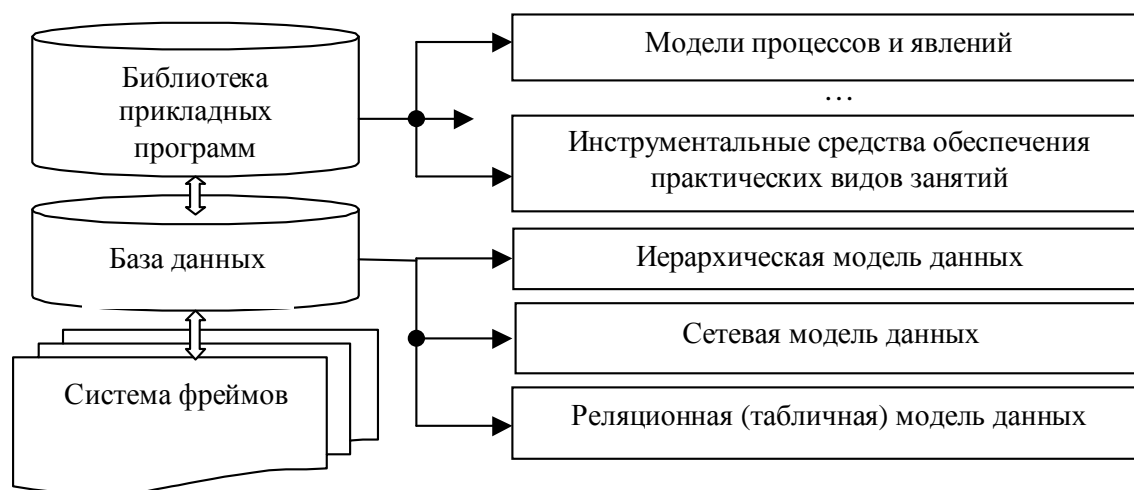 Библиотека
прикладных
программ
База данных
Система фреймов
Модели процессов и явлений
…
Инструментальные средства обеспечения
практических видов занятий
Иерархическая модель данных
Сетевая модель данных
Реляционная (табличная) модель данных